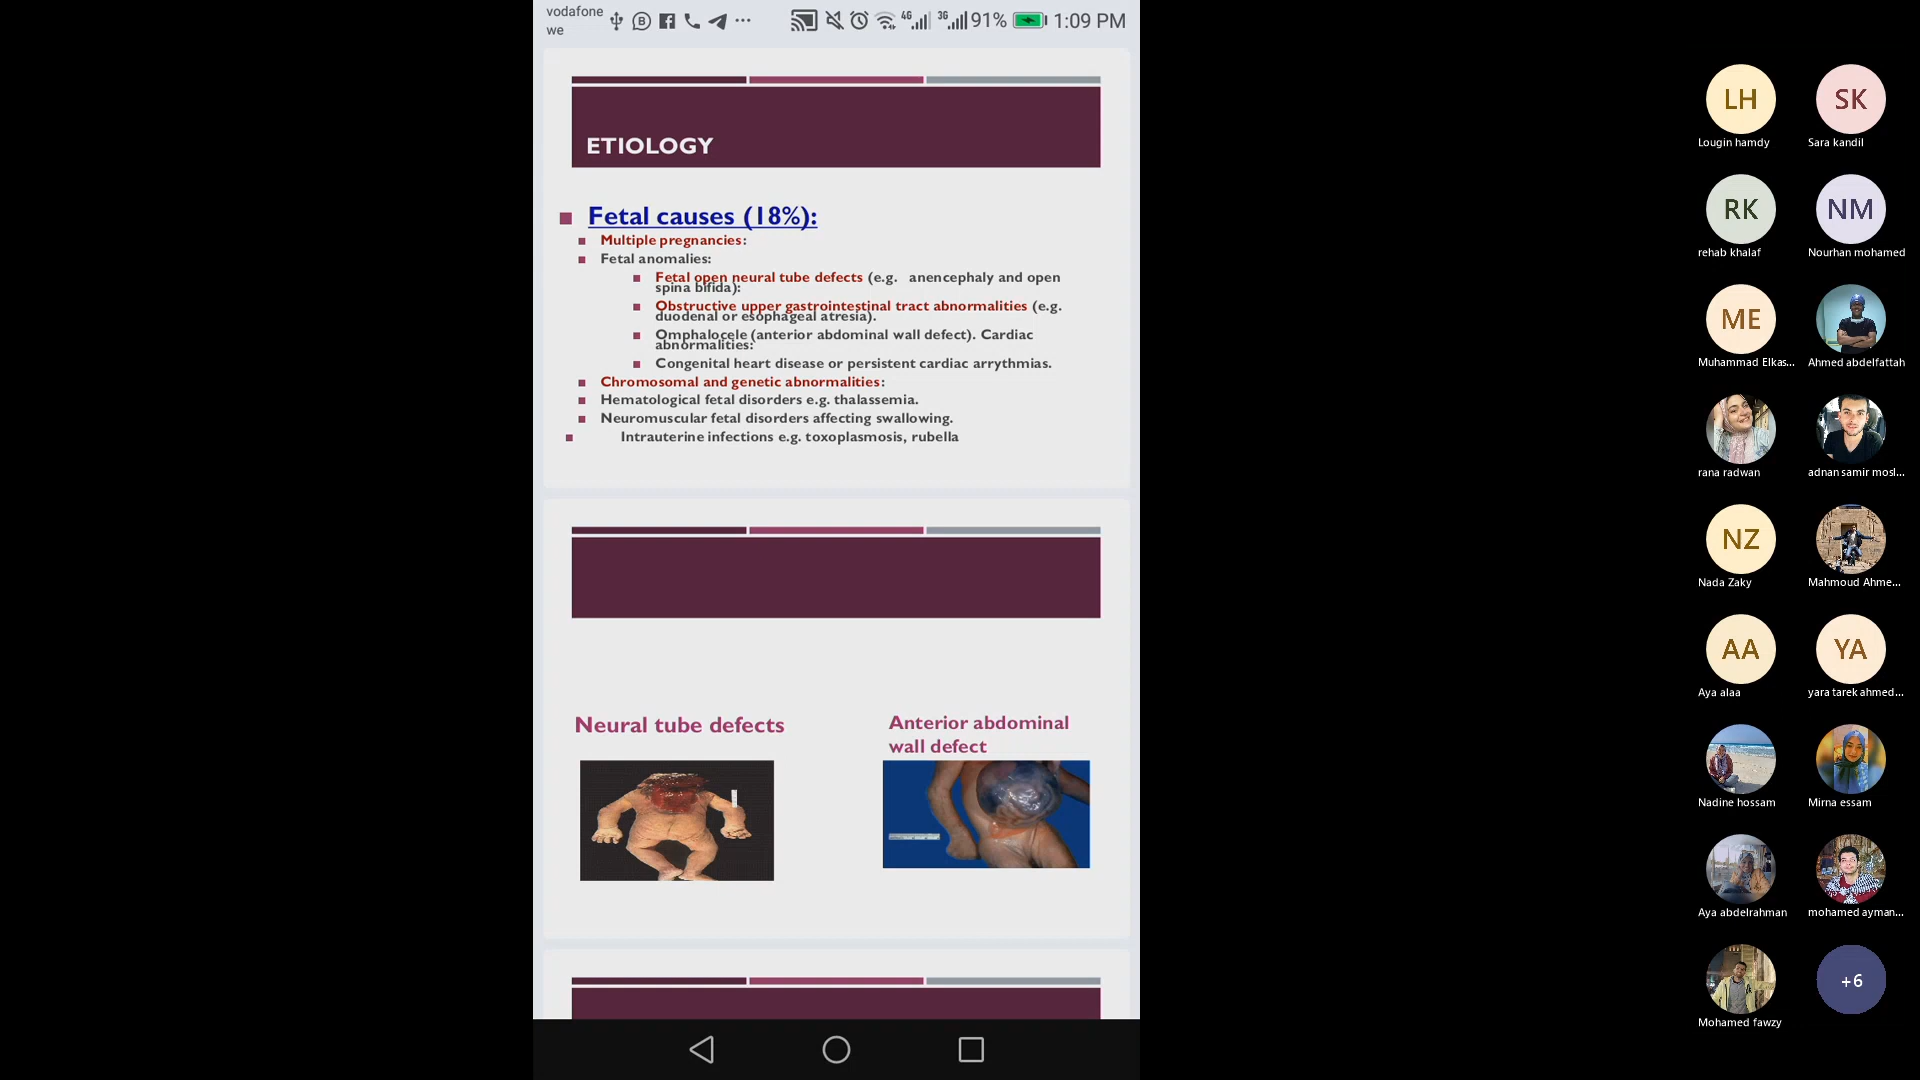 vodafone
we
4G
3G
91%
1:09 PM
ETIOLOGY
Fetal causes (18%):
Multiple pregnancies:
Fetal anomalies:
Fetal open neural tube defects (e.g. anencephaly and open
spina bifida):
Obstructive upper gastrointestinal tract abnormalities (e.g.
duodenal or esophageal atresia).
Omphalocele (anterior abdominal wall defect). Cardiac
abnormalities:
Congenital heart disease or persistent cardiac arrythmias.
Chromosomal and genetic abnormalities:
Hematological fetal disorders e.g. thalassemia.
Neuromuscular fetal disorders affecting swallowing.
Intrauterine infections e.g. toxoplasmosis, rubella
Neural tube defects
Anterior abdominal
wall defect
LH
SK
Lougin hamdy
Sara kandil
RK
NM
rehab khalaf
Nourhan mohamed
ME
Muhammad Elkas...
Ahmed abdelfattah
rana radwan
adnan samir mosl...
NZ
Nada Zaky
Mahmoud Ahme...
AA
YA
Aya alaa
yara tarek ahmed...
Nadine hossam
Mirna essam
Aya abdelrahman
mohamed ayman...
+6
Mohamed fawzy